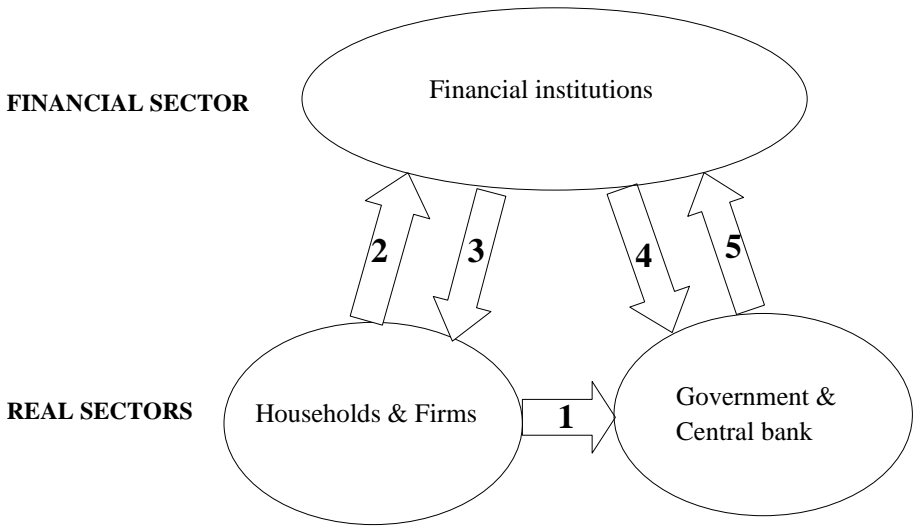 Financial institutions
FINANCIAL SECTOR
2
3
4
5
REAL SECTORS
Households & Firms
1
Government &
Central bank